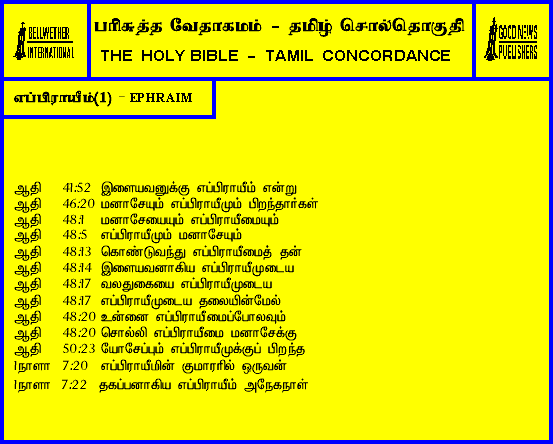 BELLWETHER
INTERNATIONAL
பரிசுத்த வேதாகமம் - தமிழ் சொல்தொகுதி
THE HOLY BIBLE - TAMIL CONCORDANCE
GOOD NEWS
PUBLISHERS
எப்பிராயீம்(1) - EPHRAIM
ஆதி 41:52 இளையவனுக்கு எப்பிராயீம் என்று
ஆதி 46:20 மனாசேயும் எப்பிராயீமும் பிறந்தார்கள்
ஆதி 48:1 மனாசேயையும் எப்பிராயீமையும்
ஆதி 48:5 எப்பிராயீமும் மனாசேயும்
ஆதி 48:13 கொண்டுவந்து எப்பிராயீமைத் தன்
ஆதி 48:14 இளையவனாகிய எப்பிராயீமுடைய
ஆதி 48:17 வலதுகையை எப்பிராயீமுடைய
ஆதி 48:17 எப்பிராயீமுடைய தலையின்மேல்
ஆதி 48:20 உன்னை எப்பிராயீமைப்போலவும்
ஆதி 48:20 சொல்லி எப்பிராயீமை மனாசேக்கு
ஆதி 50:23 யோசேப்பும் எப்பிராயீமுக்குப் பிறந்த
1நாளா 7:20 எப்பிராயீமின் குமாரரில் ஒருவன்
1நாளா 7:22 தகப்பனாகிய எப்பிராயீம் அநேகநாள்